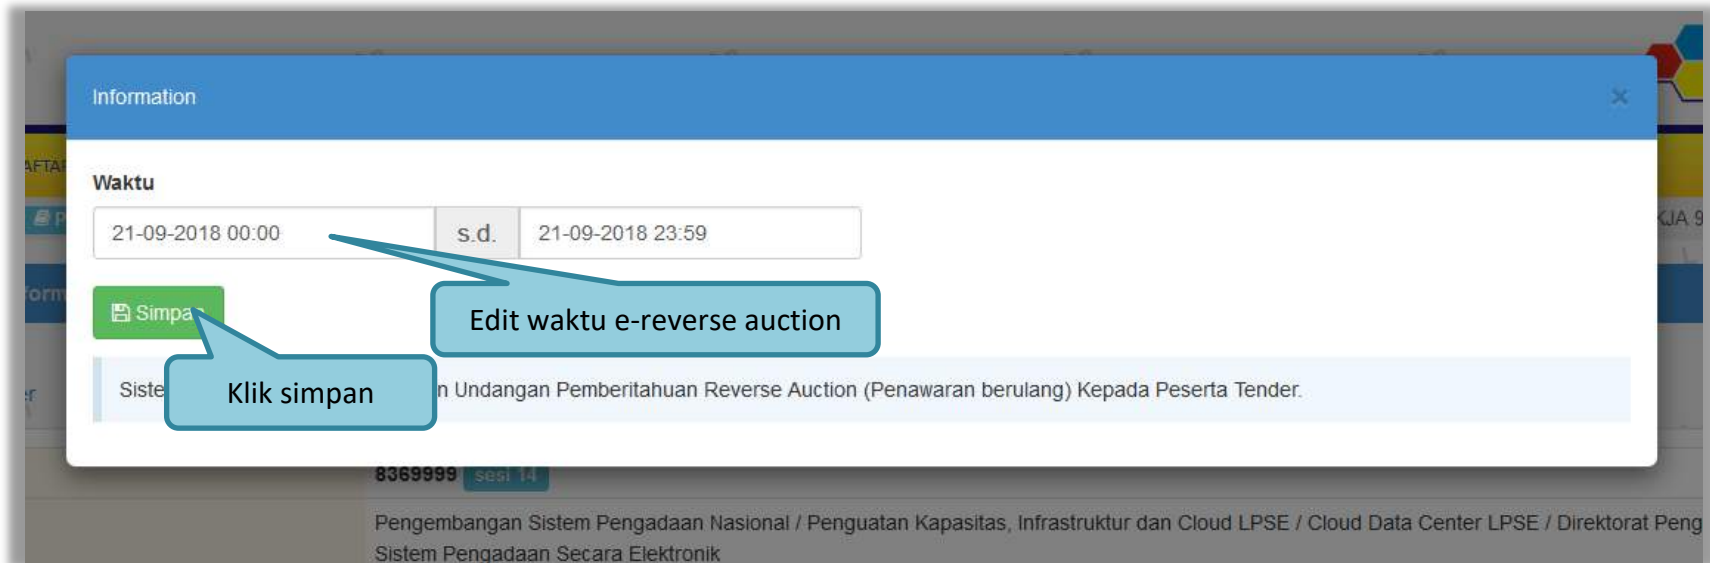 Information
Waktu
21-09-2018 00:00 s.d. 21-09-2018 23:59
Edit waktu e-reverse auction
Simpan
Klik simpan
Undangan Pemberitahuan Reverse Auction (Penawaran berulang) Kepada Peserta Tender.
8369999 sesi 14
Pengembangan Sistem Pengadaan Nasional / Penguatan Kapasitas, Infrastruktur dan Cloud LPSE / Cloud Data Center LPSE / Direktorat Peng
Sistem Pengadaan Secara Elektronik